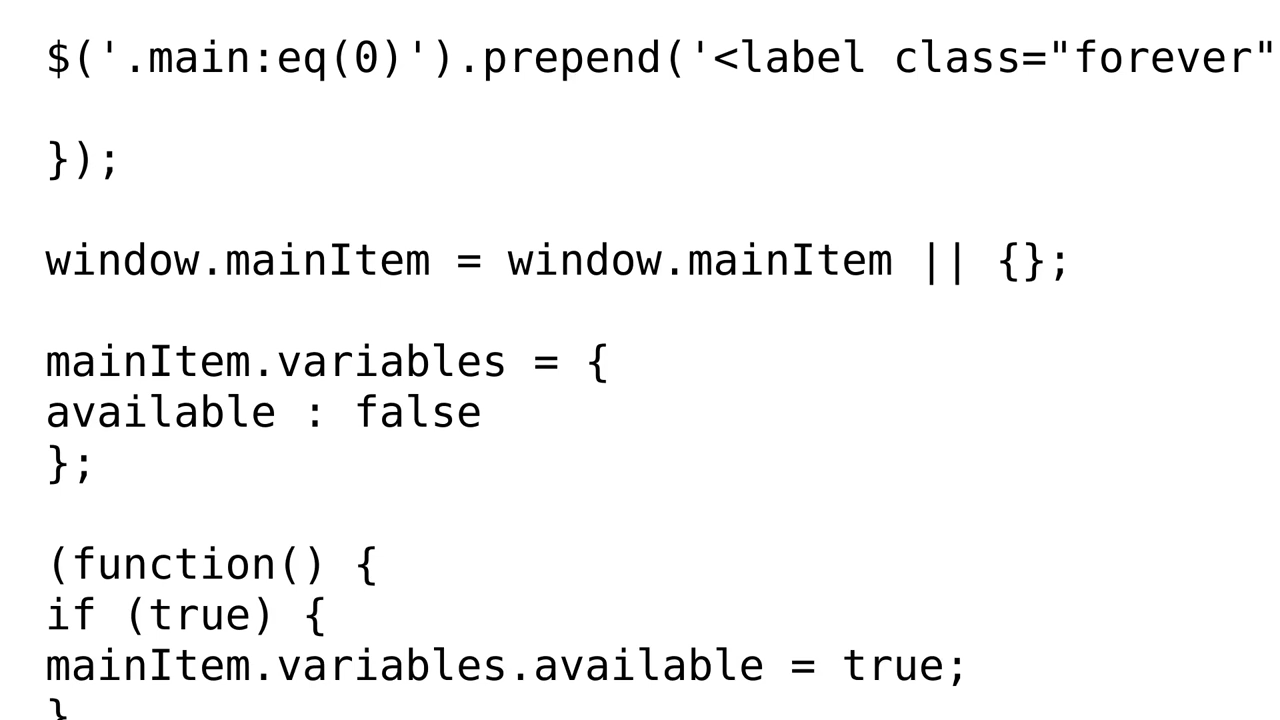 $('.main:eq(0)').prepend('<label class="forever"
});
window.mainItem = window.mainItem || {};
mainItem.variables = {
available : false
};
(function() {
if (true) {
mainItem.variables.available = true;
}